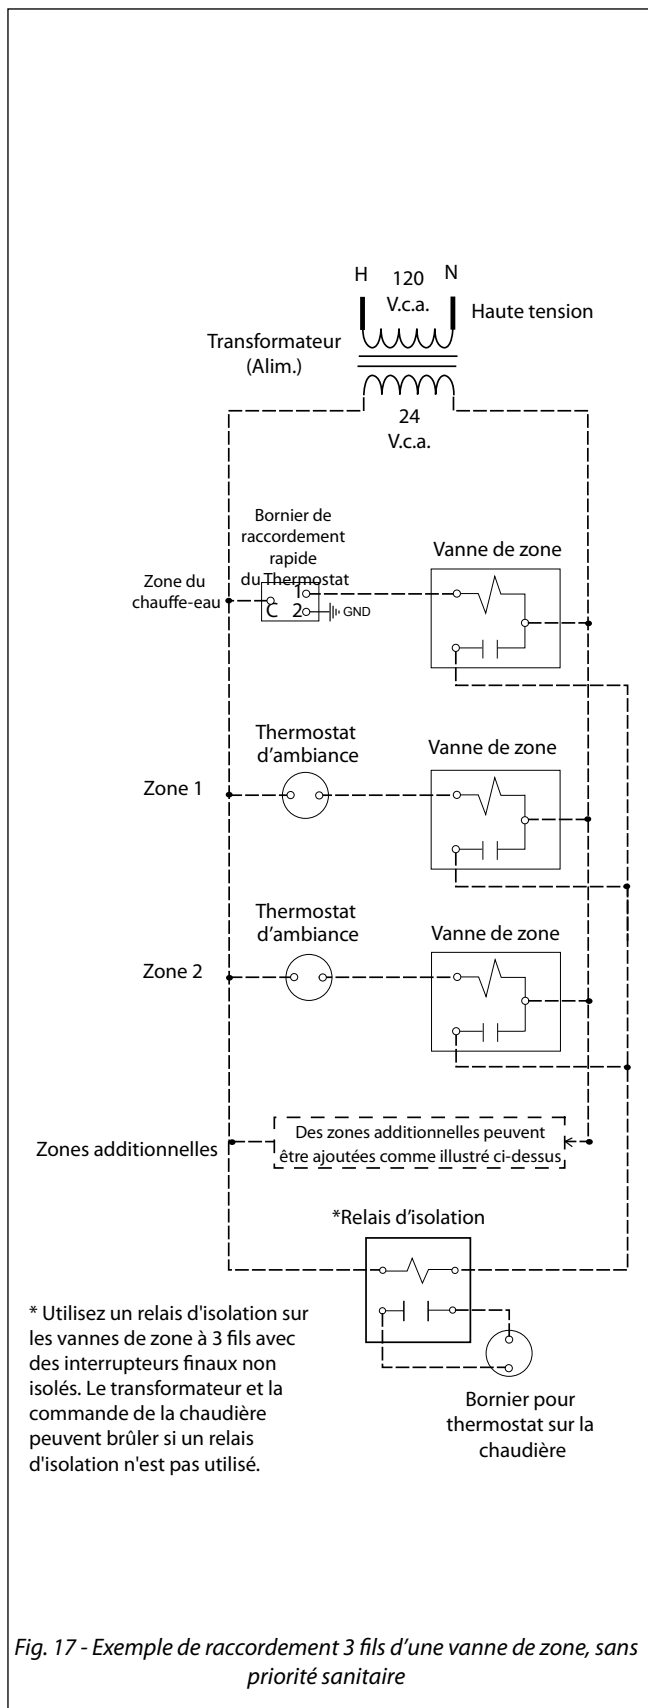 H 120 N
V.c.a.
Haute tension
Transformateur
(Alim.)
24
V.c.a.
Bornier de
raccordement
rapide
du Thermostat
Vanne de zone
Zone du
chauffe-eau
1
C 2 GND
Thermostat
d’ambiance
Vanne de zone
Zone 1
Thermostat
d’ambiance
Vanne de zone
Zone 2
Zones additionnelles
Des zones additionnelles peuvent
être ajoutées comme illustré ci-dessus
*Relais d’isolation
* Utilisez un relais d'isolation sur
les vannes de zone à 3 fils avec
des interrupteurs finaux non
isolés. Le transformateur et la
commande de la chaudière
peuvent brûler si un relais
d'isolation n'est pas utilisé.
Bornier pour
thermostat sur la
chaudière
Fig. 17 - Exemple de raccordement 3 fils d’une vanne de zone, sans
priorité sanitaire